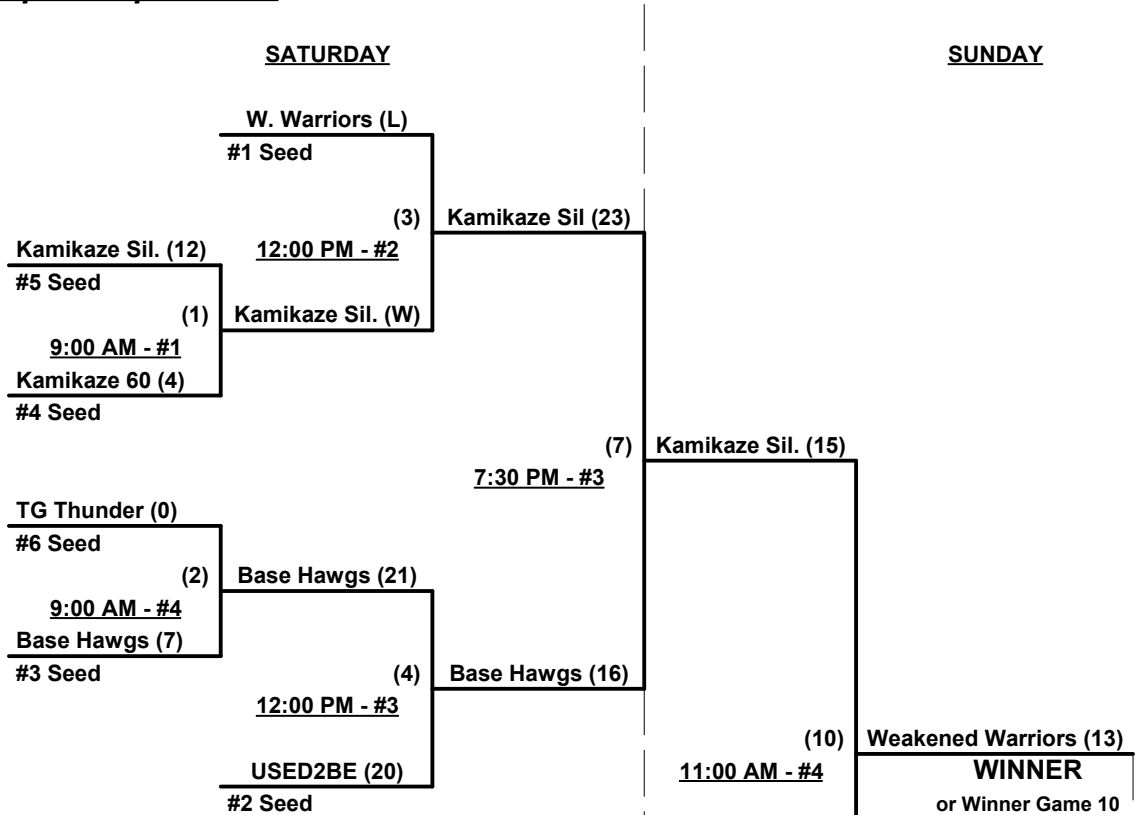 SATURDAY
SUNDAY
W. Warriors (L)
#1 Seed
(3)
Kamikaze Sil (23)
12:00 PM - #2
Kamikaze Sil. (12)
#5 Seed
(1)
Kamikaze Sil. (W)
9:00 AM - #1
Kamikaze 60 (4)
#4 Seed
(7)
Kamikaze Sil. (15)
7:30 PM - #3
TG Thunder (0)
#6 Seed
(2)
Base Hawgs (21)
9:00 AM - #4
Base Hawgs (7)
#3 Seed
(4)
Base Hawgs (16)
12:00 PM - #3
(10)
Weakened Warriors (13)
USED2BE (20)
11:00 AM - #4
WINNER
#2 Seed
or Winner Game 10